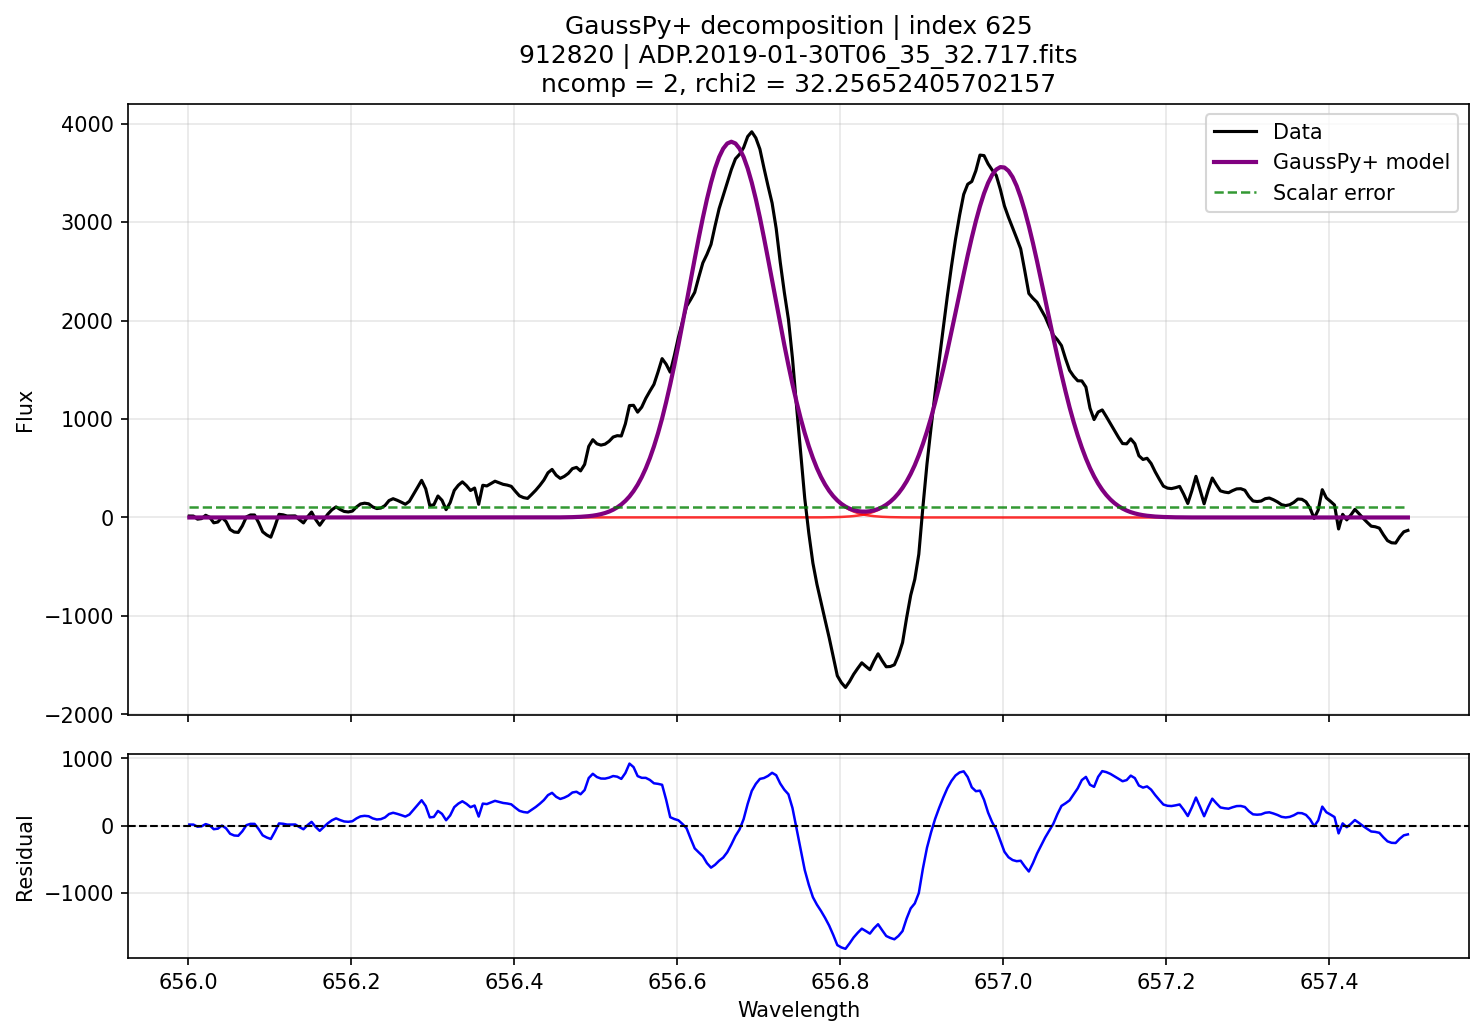 GaussPy+ decomposition | index 625
912820 | ADP.2019-01-30T06_35_32.717.fits
ncomp = 2, rchi2 = 32.25652405702157
Data
GaussPy+ model
Scalar error
4000
3000
2000
1000
0
−1000
−2000
Flux
1000
0
−1000
Residual
656.0 656.2 656.4 656.6 656.8 657.0 657.2 657.4
Wavelength